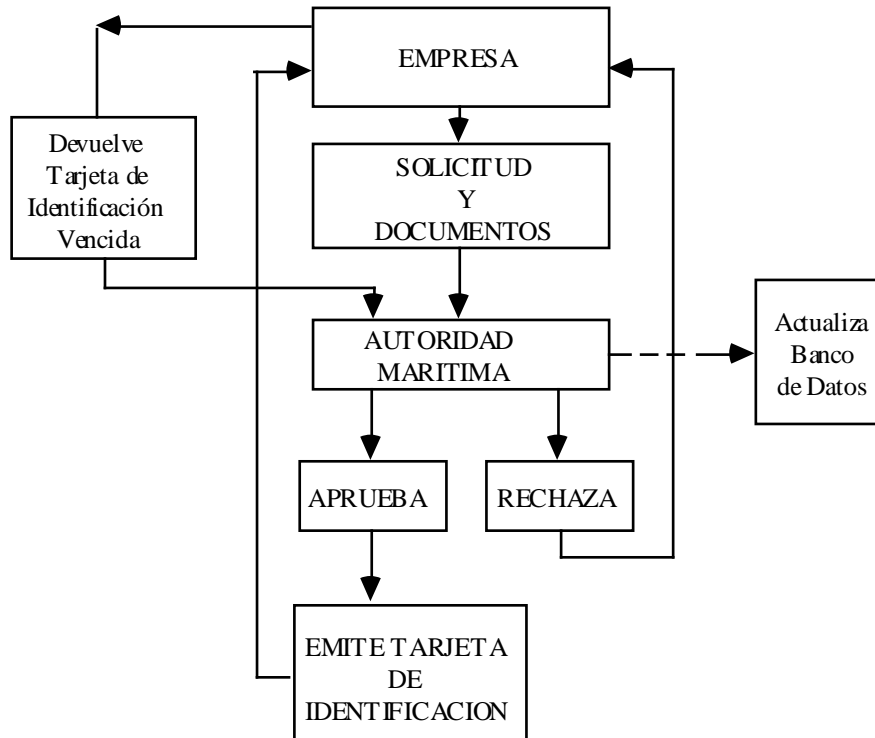 EMPRESA
Devuelve
Tarjeta de
Identificación
Vencida
SOLICITUD
Y
DOCUMENTOS
AUTORIDAD
MARITIMA
Actualiza
Banco
de Datos
APRUEBA
RECHAZA
EMITE TARJETA
DE
IDENTIFICACION